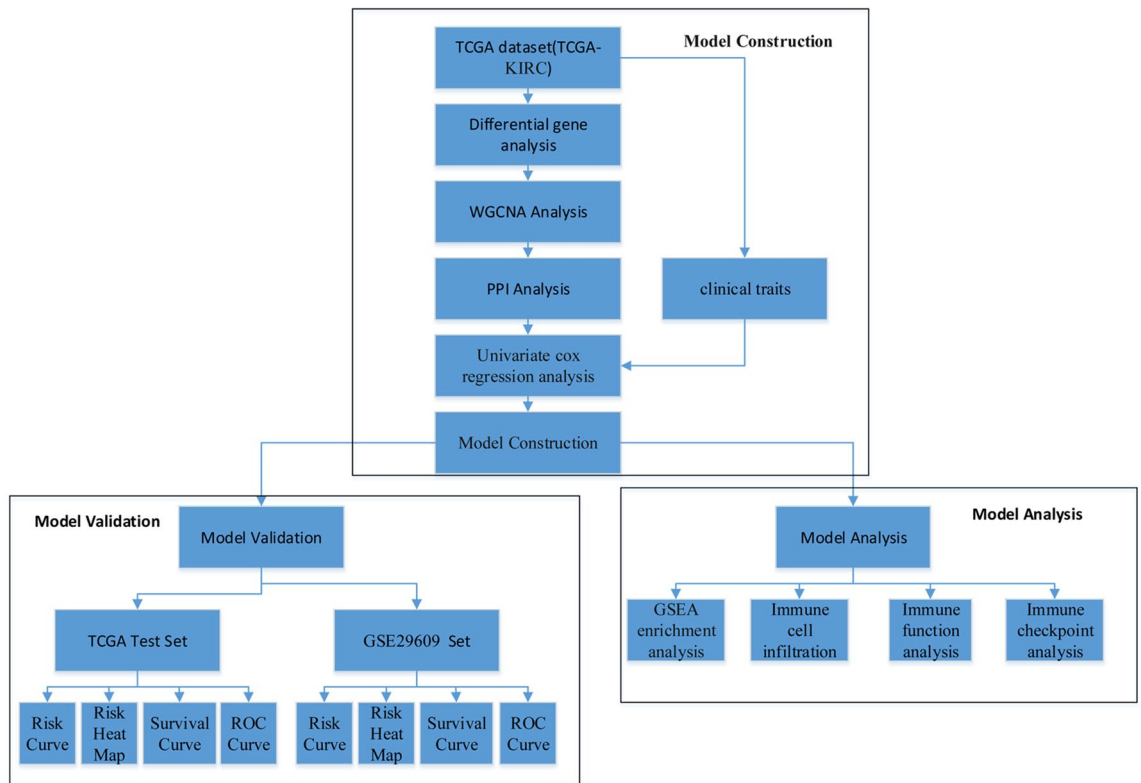 Model Construction
TCGA dataset(TCGA-
KIRC)
Differential gene
analysis
WGCNA Analysis
PPI Analysis
clinical traits
Univariate cox
regression analysis
Model Construction
Model Validation
Model Validation
TCGA Test Set
GSE29609 Set
Risk
Curve
Risk
Heat
Map
Survival
Curve
ROC
Curve
Risk
Curve
Risk
Heat
Map
Survival
Curve
ROC
Curve
Model Analysis
Model Analysis
GSEA
enrichment
analysis
Immune
cell
infiltration
Immune
function
analysis
Immune
checkpoint
analysis